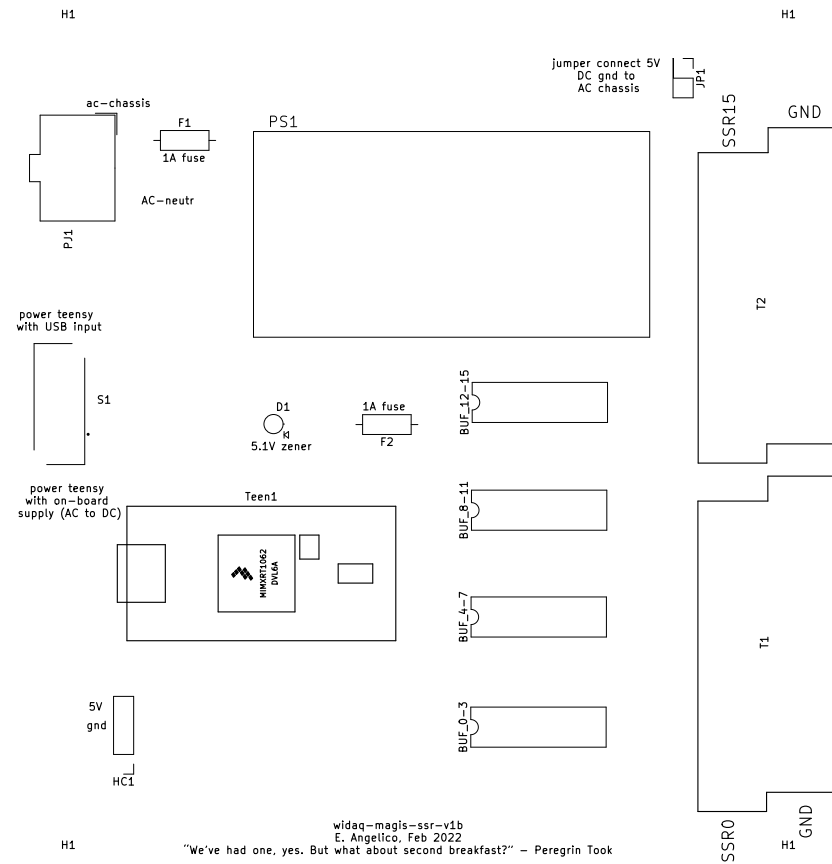 H1
H1
jumper connect 5V
DC gnd to
AC chassis
JP1
ac-chassis
SSR15
GND
F1
1A fuse
PS1
AC-neutr
PJ1
T2
power teensy
with USB input
S1
BUF_12-15
D1
5.1V zener
1A fuse
F2
power teensy
with on-board
supply (AC to DC)
Teen1
BUF_8-11
MIMXRT1062
DVL6A
BUF_4-7
T1
5V
gnd
HC1
BUF_0-3
SSR0
GND
widaq-magis-ssr-v1b
E. Angelico, Feb 2022
"We've had one, yes. But what about second breakfast?" - Peregrin Took
H1
H1